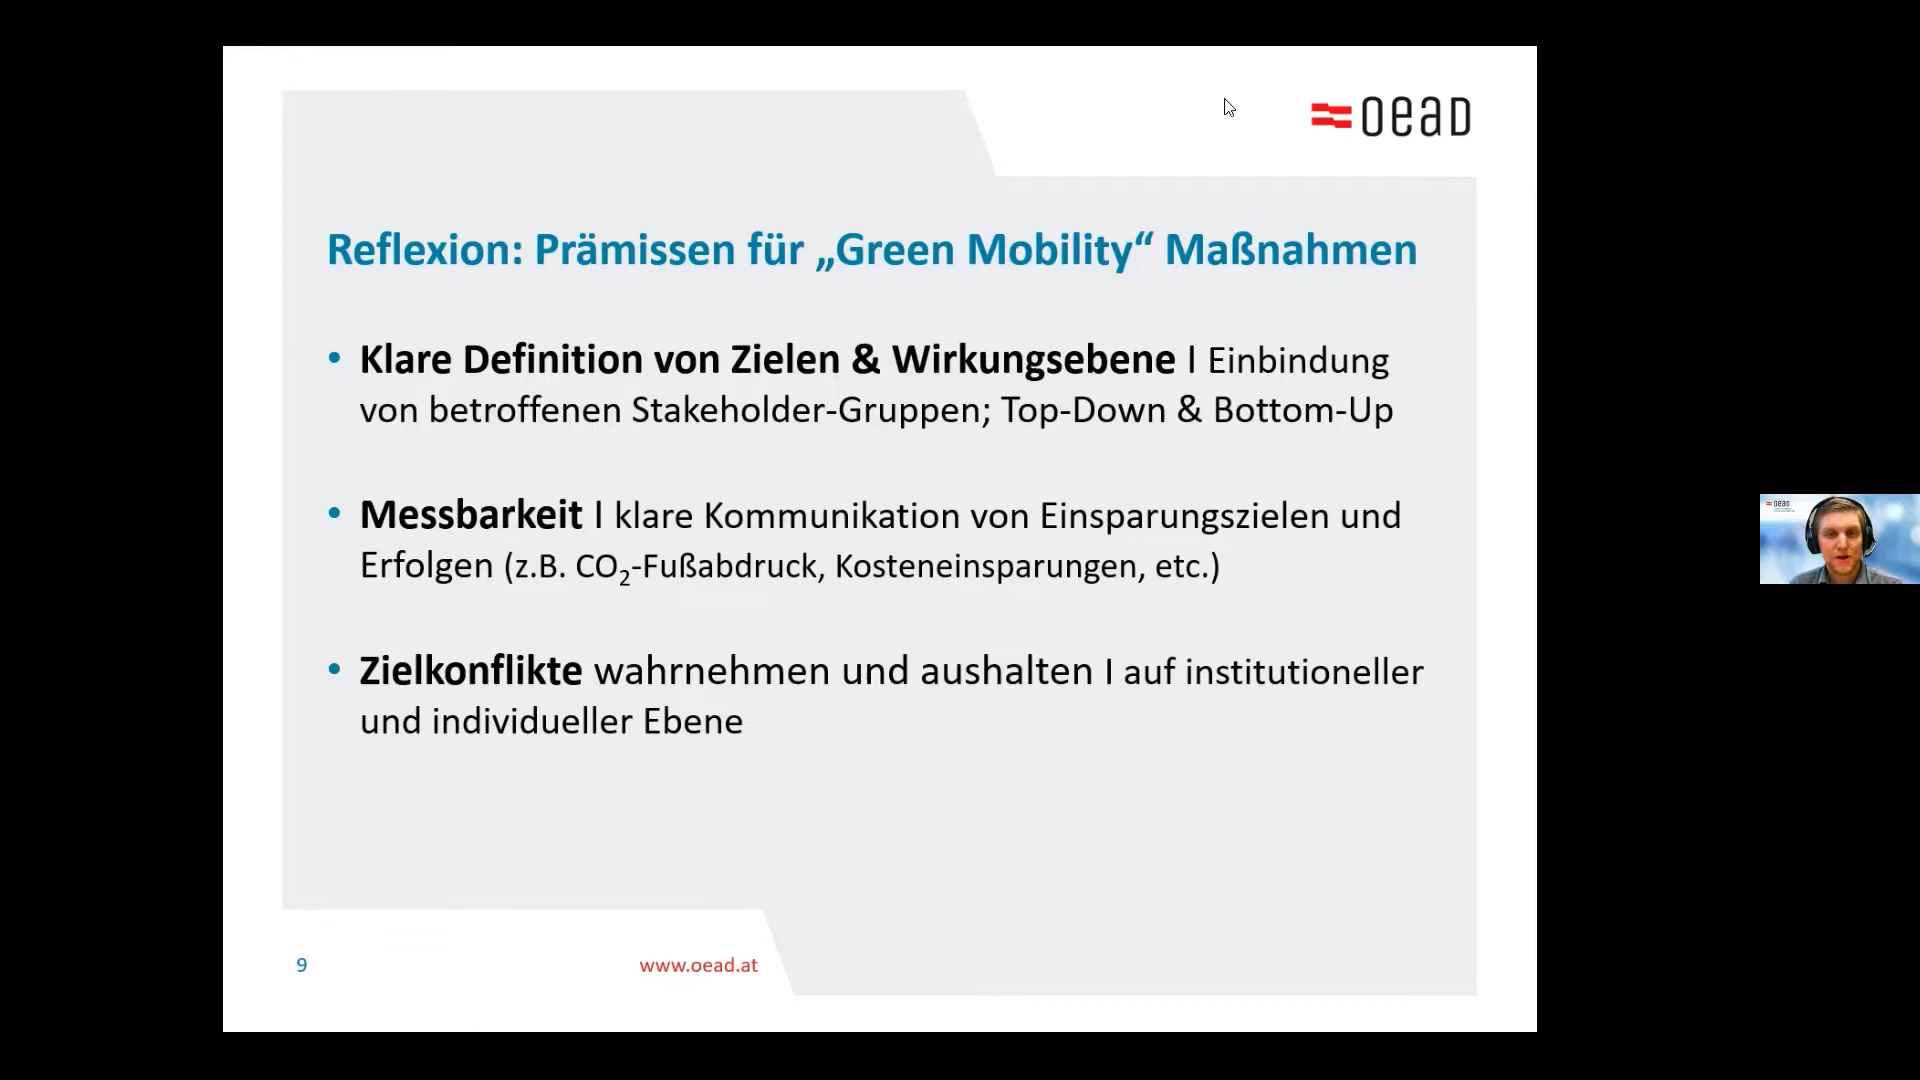 oead
Reflexion: Prämissen für „Green Mobility“ Maßnahmen
• Klare Definition von Zielen & Wirkungsebene I Einbindung
von betroffenen Stakeholder-Gruppen; Top-Down & Bottom-Up
• Messbarkeit I klare Kommunikation von Einsparungszielen und
Erfolgen (z.B. CO₂-Fußabdruck, Kosteneinsparungen, etc.)
• Zielkonflikte wahrnehmen und aushalten I auf institutioneller
und individueller Ebene
9
www.oead.at
oead